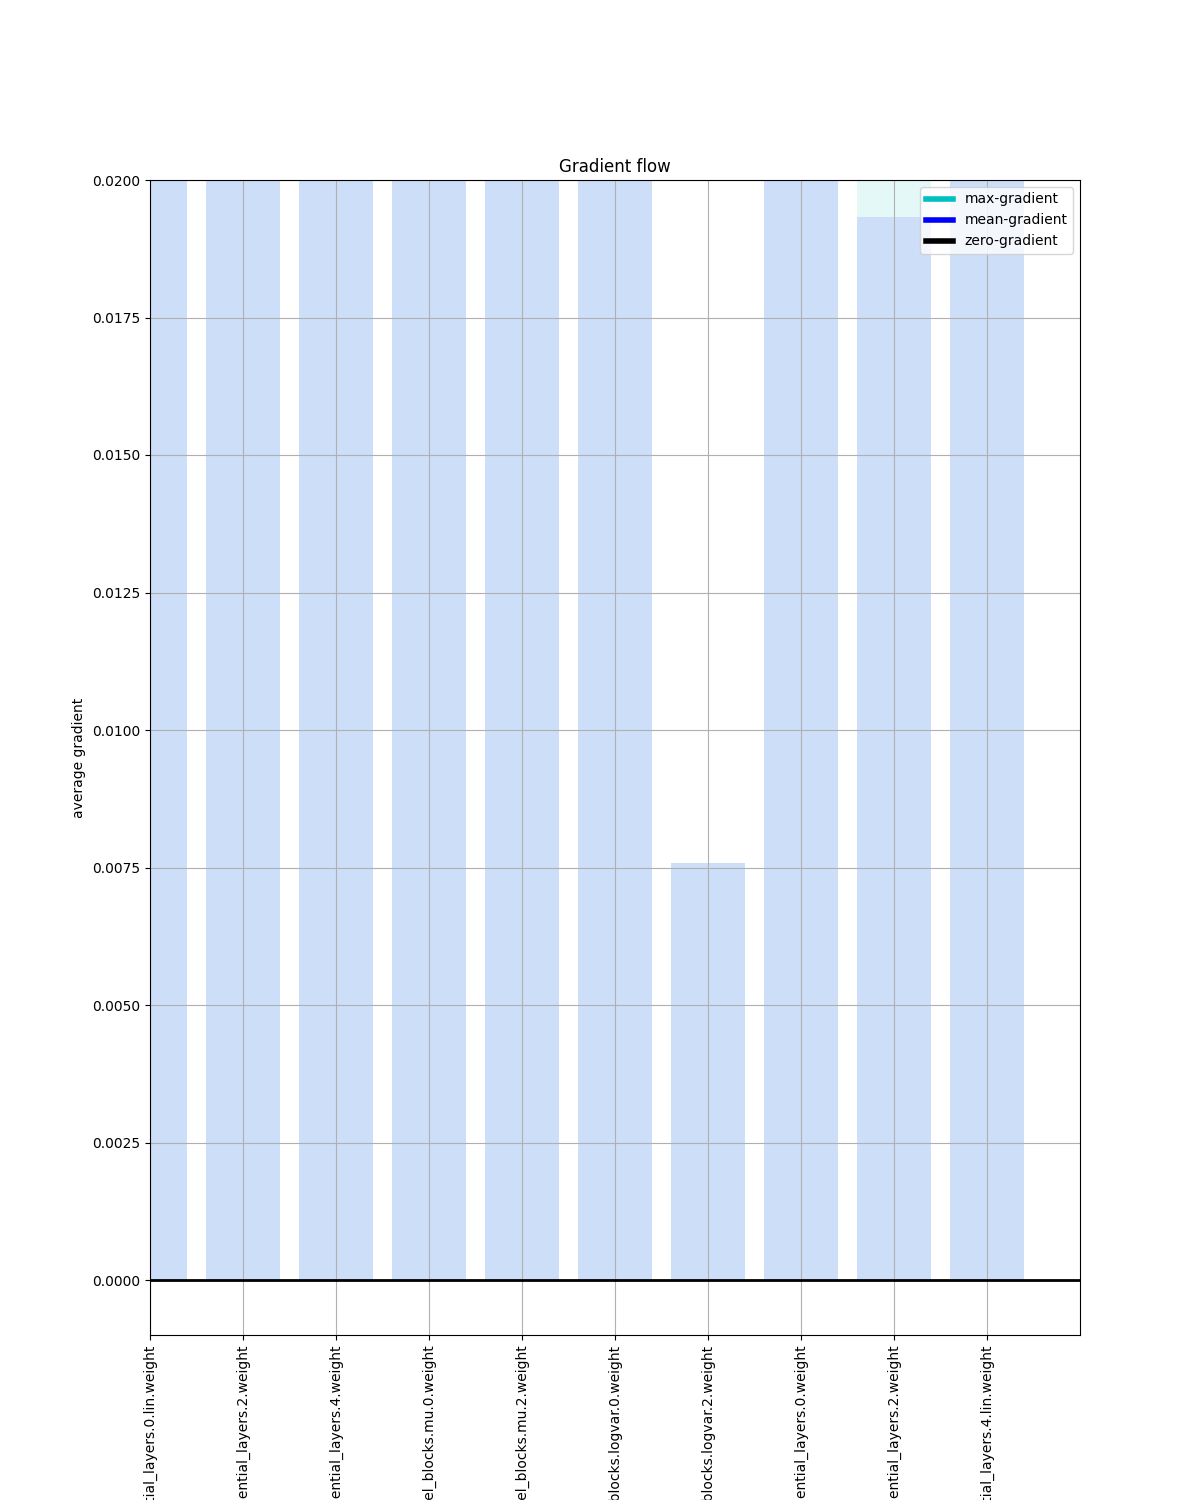 Gradient flow
max-gradient
mean-gradient
zero-gradient
average gradient
0.0200
0.0175
0.0150
0.0125
0.0100
0.0075
0.0050
0.0025
0.0000
tial_layers.0.lin.weight
ential_layers.2.weight
ential_layers.4.weight
el_blocks.mu.0.weight
el_blocks.mu.2.weight
blocks.logvar.0.weight
blocks.logvar.2.weight
ential_layers.0.weight
ential_layers.2.weight
tial_layers.4.lin.weight